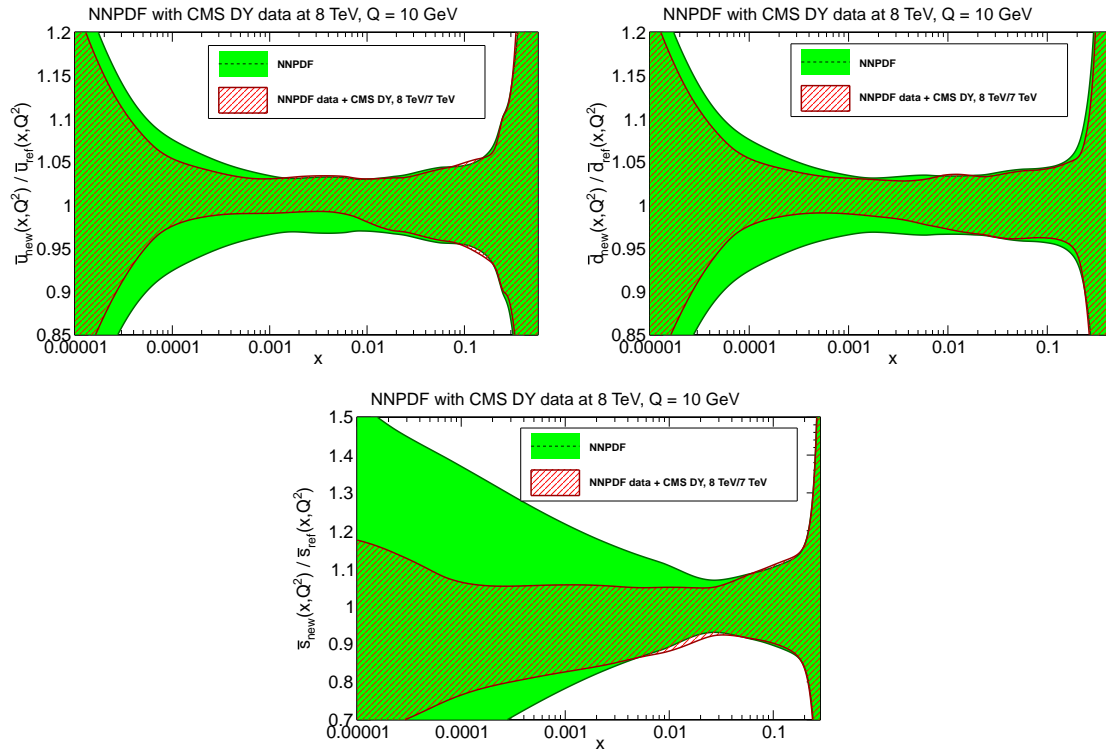 NNPDF with CMS DY data at 8 TeV, Q = 10 GeV
1.2
1.15
1.1
1.05
1
0.95
0.9
0.85
ū_new(x,Q²) / ū_ref(x,Q²)
NNPDF
NNPDF data + CMS DY, 8 TeV/7 TeV
0.00001 0.0001 0.001 0.01 0.1
x
NNPDF with CMS DY data at 8 TeV, Q = 10 GeV
1.2
1.15
1.1
1.05
1
0.95
0.9
0.85
d̄_new(x,Q²) / d̄_ref(x,Q²)
NNPDF
NNPDF data + CMS DY, 8 TeV/7 TeV
0.00001 0.0001 0.001 0.01 0.1
x
NNPDF with CMS DY data at 8 TeV, Q = 10 GeV
1.5
1.4
1.3
1.2
1.1
1
0.9
0.8
0.7
s̄_new(x,Q²) / s̄_ref(x,Q²)
NNPDF
NNPDF data + CMS DY, 8 TeV/7 TeV
0.00001 0.0001 0.001 0.01 0.1
x